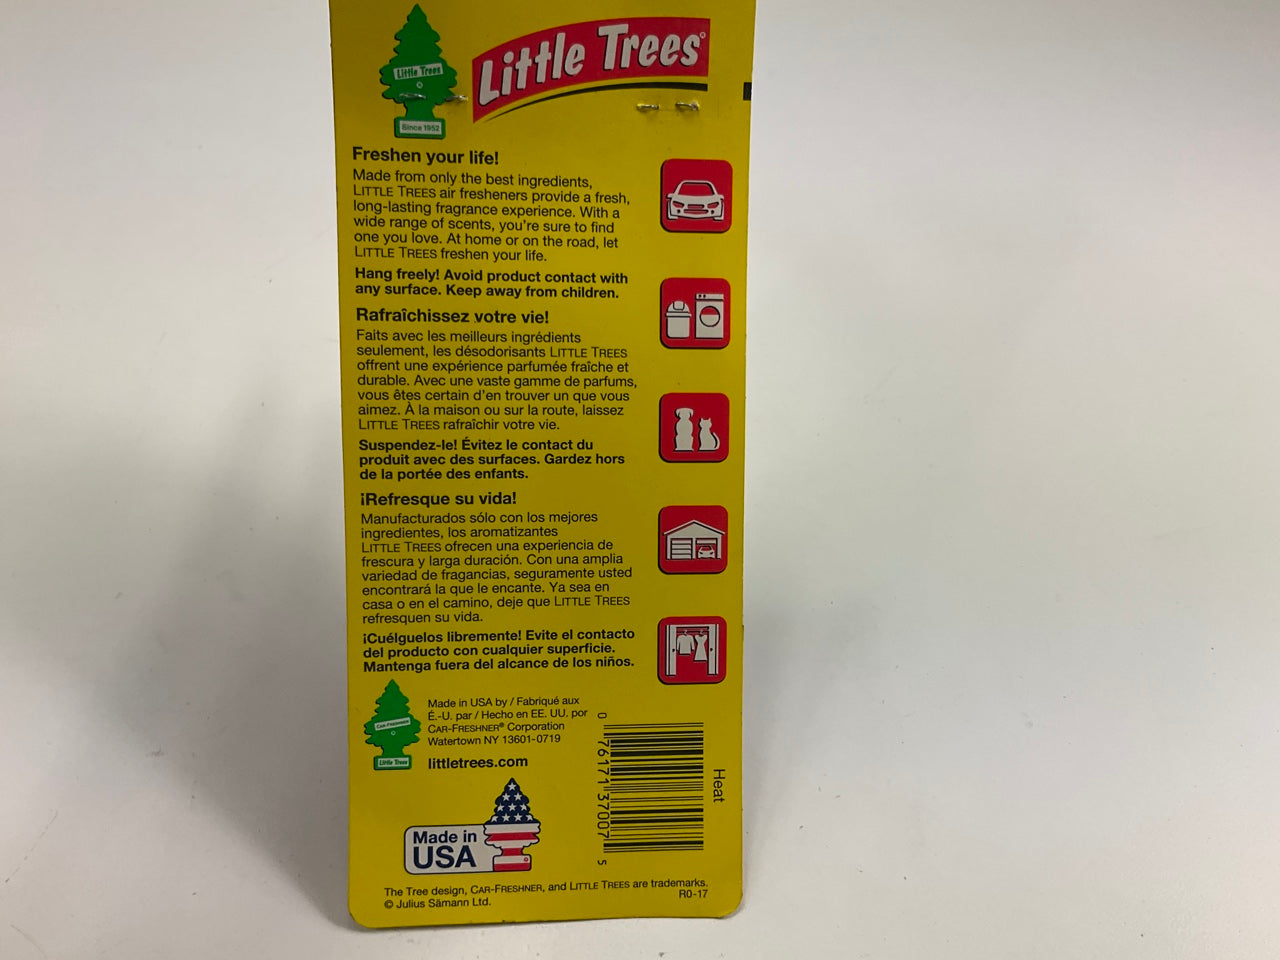 Little Trees
Since 1952
Little Trees®
Freshen your life!
Made from only the best ingredients,
LITTLE TREES air fresheners provide a fresh,
long-lasting fragrance experience. With a
wide range of scents, you're sure to find
one you love. At home or on the road, let
LITTLE TREES freshen your life.
Hang freely! Avoid product contact with
any surface. Keep away from children.
Rafraîchissez votre vie!
Faits avec les meilleurs ingrédients
seulement, les désodorisants LITTLE TREES
offrent une expérience parfumée fraîche et
durable. Avec une vaste gamme de parfums,
vous êtes certain d'en trouver un que vous
aimez. À la maison ou sur la route, laissez
LITTLE TREES rafraîchir votre vie.
Suspendez-le! Évitez le contact du
produit avec des surfaces. Gardez hors
de la portée des enfants.
¡Refresque su vida!
Manufacturados sólo con los mejores
ingredientes, los aromatizantes
LITTLE TREES ofrecen una experiencia de
frescura y larga duración. Con una amplia
variedad de fragancias, seguramente usted
encontrará la que le encante. Ya sea en
casa o en el camino, deje que LITTLE TREES
refresquen su vida.
¡Cuélguelos libremente! Evite el contacto
del producto con cualquier superficie.
Mantenga fuera del alcance de los niños.
CAR-FRESHNER
Little Trees
Made in USA by / Fabriqué aux
É.-U. par / Hecho en EE. UU. por
CAR-FRESHNER® Corporation
Watertown NY 13601-0719
littletrees.com
Made in
USA
0 76171 37007 5
Heat
The Tree design, CAR-FRESHNER, and LITTLE TREES are trademarks.
© Julius Sämann Ltd.
R0-17